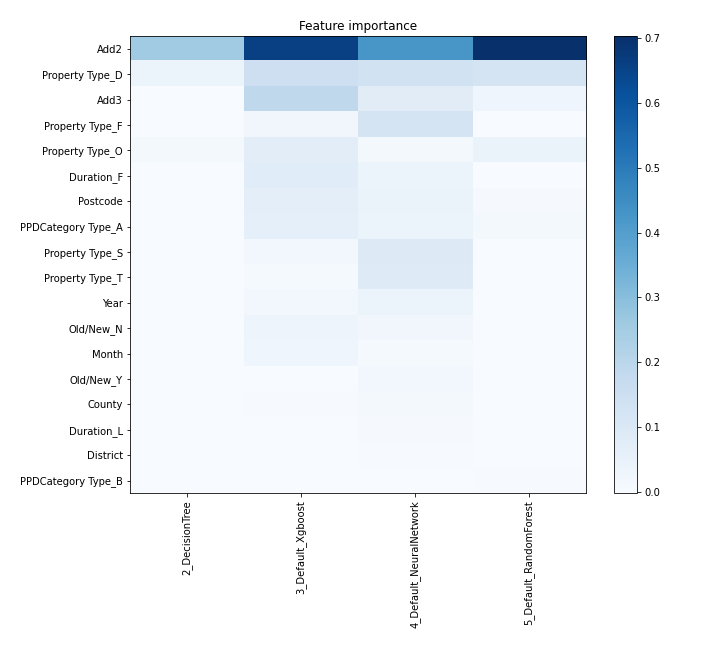 Feature importance
Add2
Property Type_D
Add3
Property Type_F
Property Type_O
Duration_F
Postcode
PPDCategory Type_A
Property Type_S
Property Type_T
Year
Old/New_N
Month
Old/New_Y
County
Duration_L
District
PPDCategory Type_B
2_DecisionTree
3_Default_Xgboost
4_Default_NeuralNetwork
5_Default_RandomForest
0.7
0.6
0.5
0.4
0.3
0.2
0.1
0.0